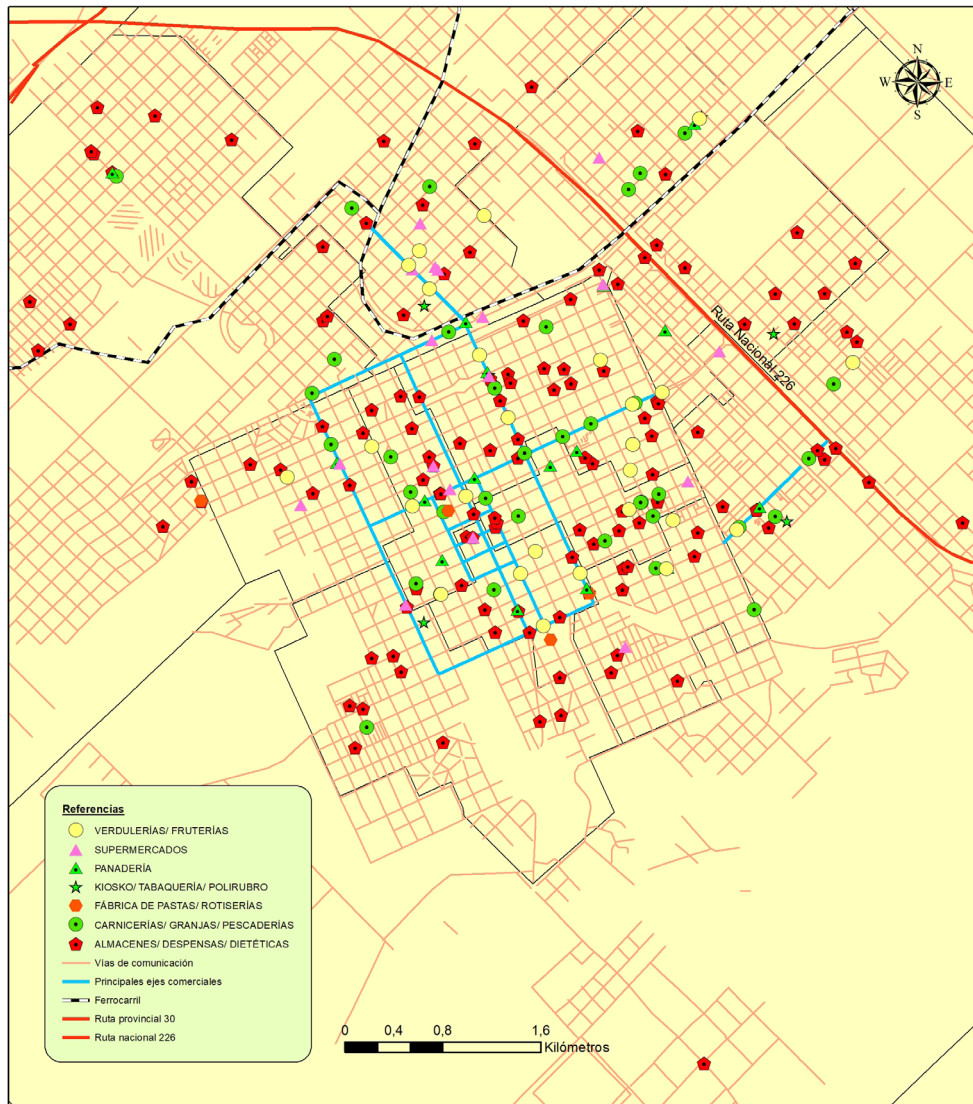 N
W E
S
Ruta Nacional 226
Referencias
VERDULERÍAS/ FRUTERÍAS
SUPERMERCADOS
PANADERÍA
KIOSKO/ TABAQUERÍA/ POLIRUBRO
FÁBRICA DE PASTAS/ ROTISERÍAS
CARNICERÍAS/ GRANJAS/ PESCADERÍAS
ALMACENES/ DESPENSAS/ DIETÉTICAS
Vías de comunicación
Principales ejes comerciales
Ferrocarril
Ruta provincial 30
Ruta nacional 226
0 0,4 0,8 1,6
Kilómetros